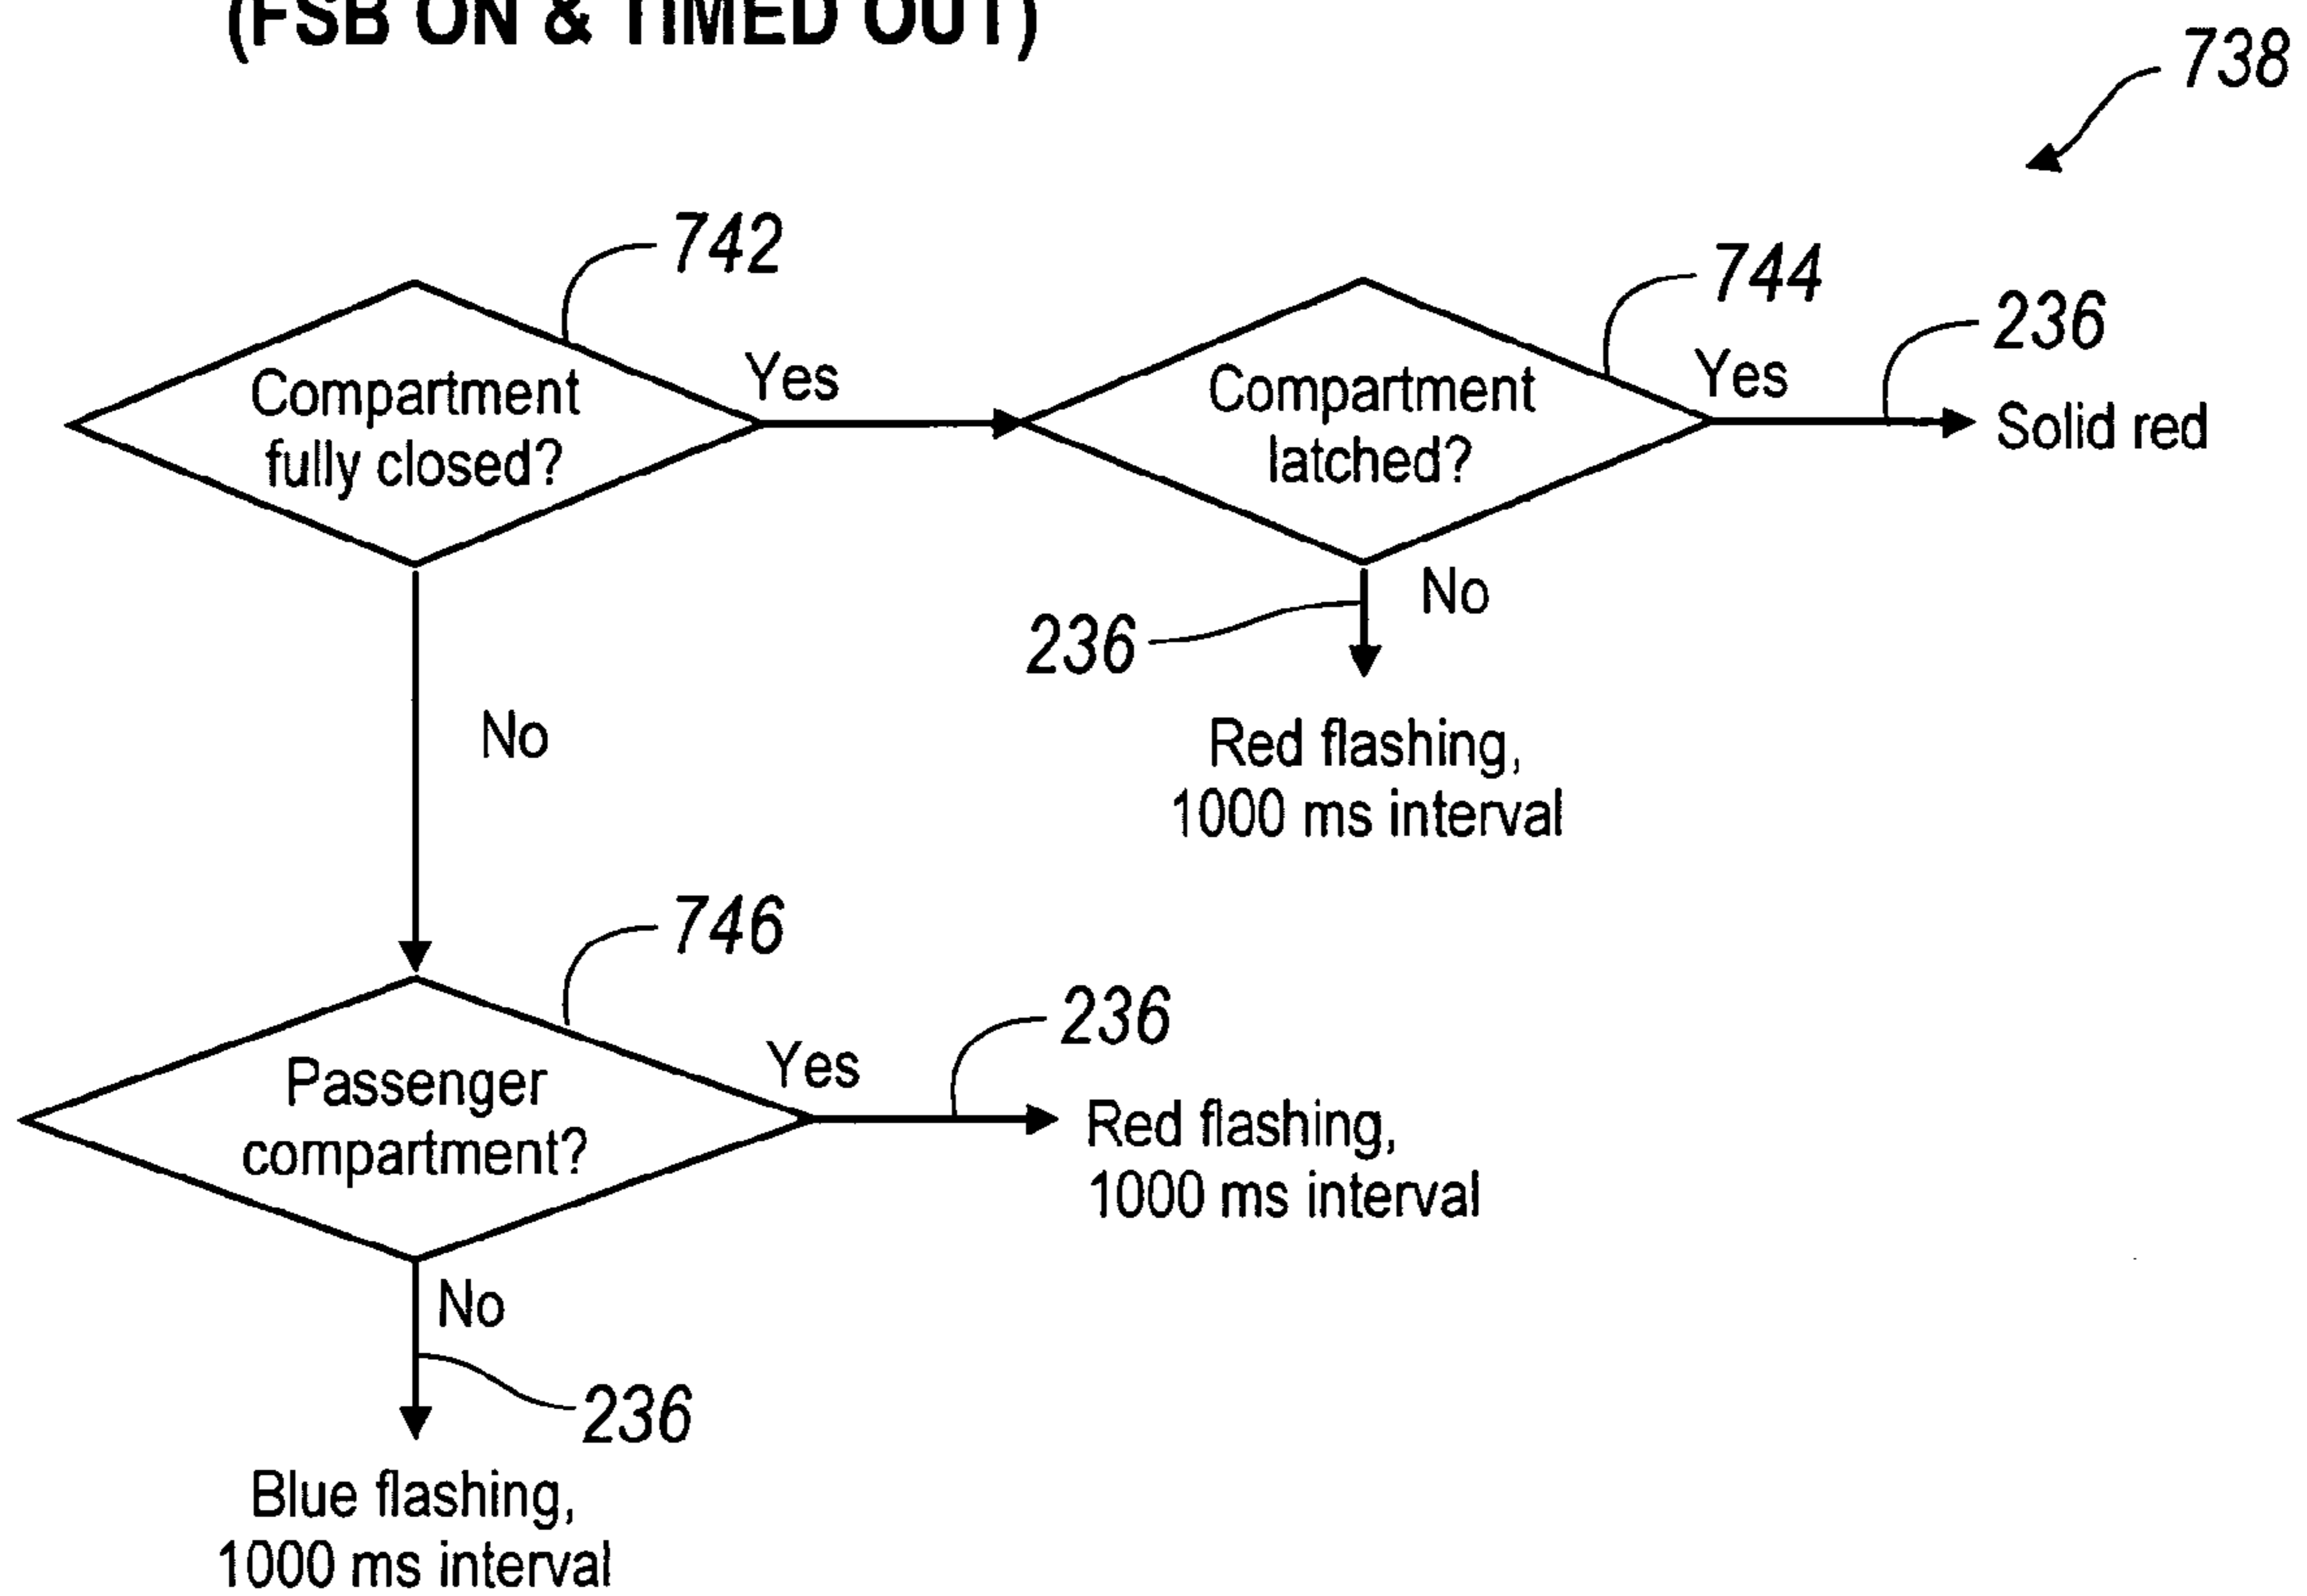 (FSB ON & TIMED OUT)
738
742
744
236
Compartment
fully closed?
Yes
Compartment
latched?
Yes
Solid red
236
No
Red flashing,
1000 ms interval
No
746
236
Passenger
compartment?
Yes
Red flashing,
1000 ms interval
No
236
Blue flashing,
1000 ms interval